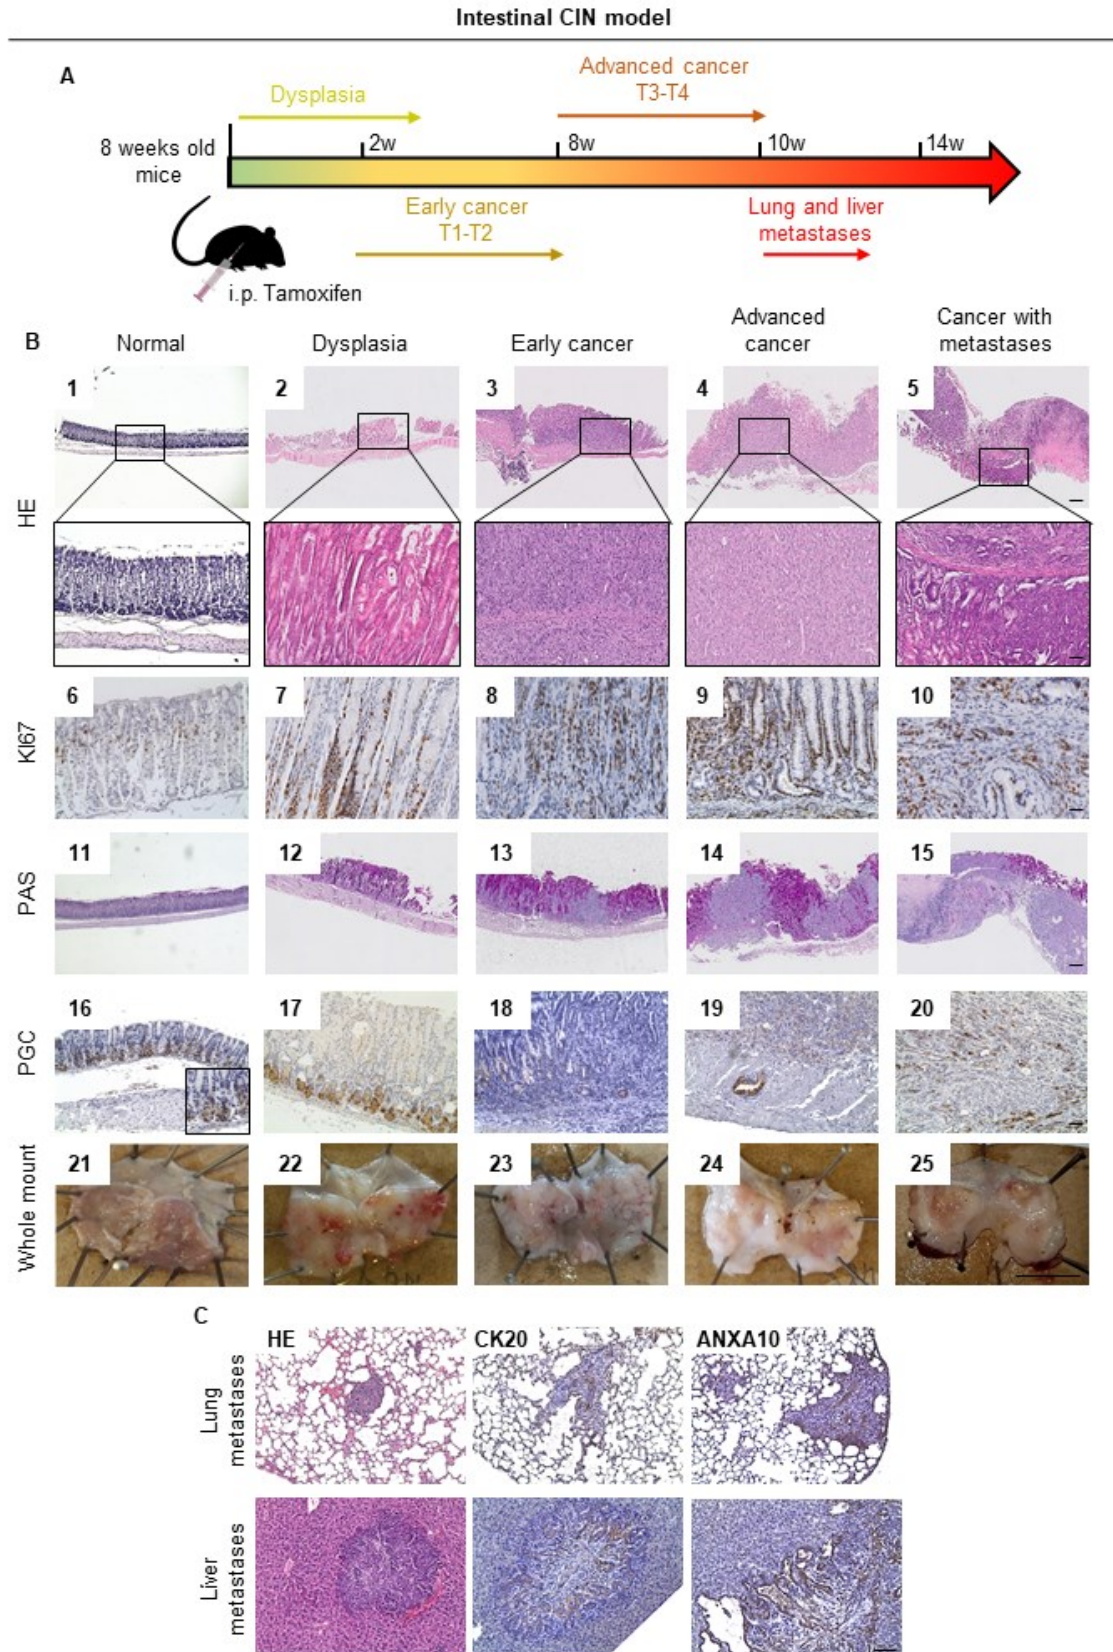 Intestinal CIN model
A
Dysplasia
Advanced cancer
T3-T4
8 weeks old
mice
2w
8w
10w
14w
Early cancer
T1-T2
Lung and liver
metastases
i.p. Tamoxifen
B
Normal
Dysplasia
Early cancer
Advanced
cancer
Cancer with
metastases
HE
1
2
3
4
5
KI67
6
7
8
9
10
PAS
11
12
13
14
15
PGC
16
17
18
19
20
Whole mount
21
22
23
24
25
C
HE
CK20
ANXA10
Lung
metastases
Liver
metastases